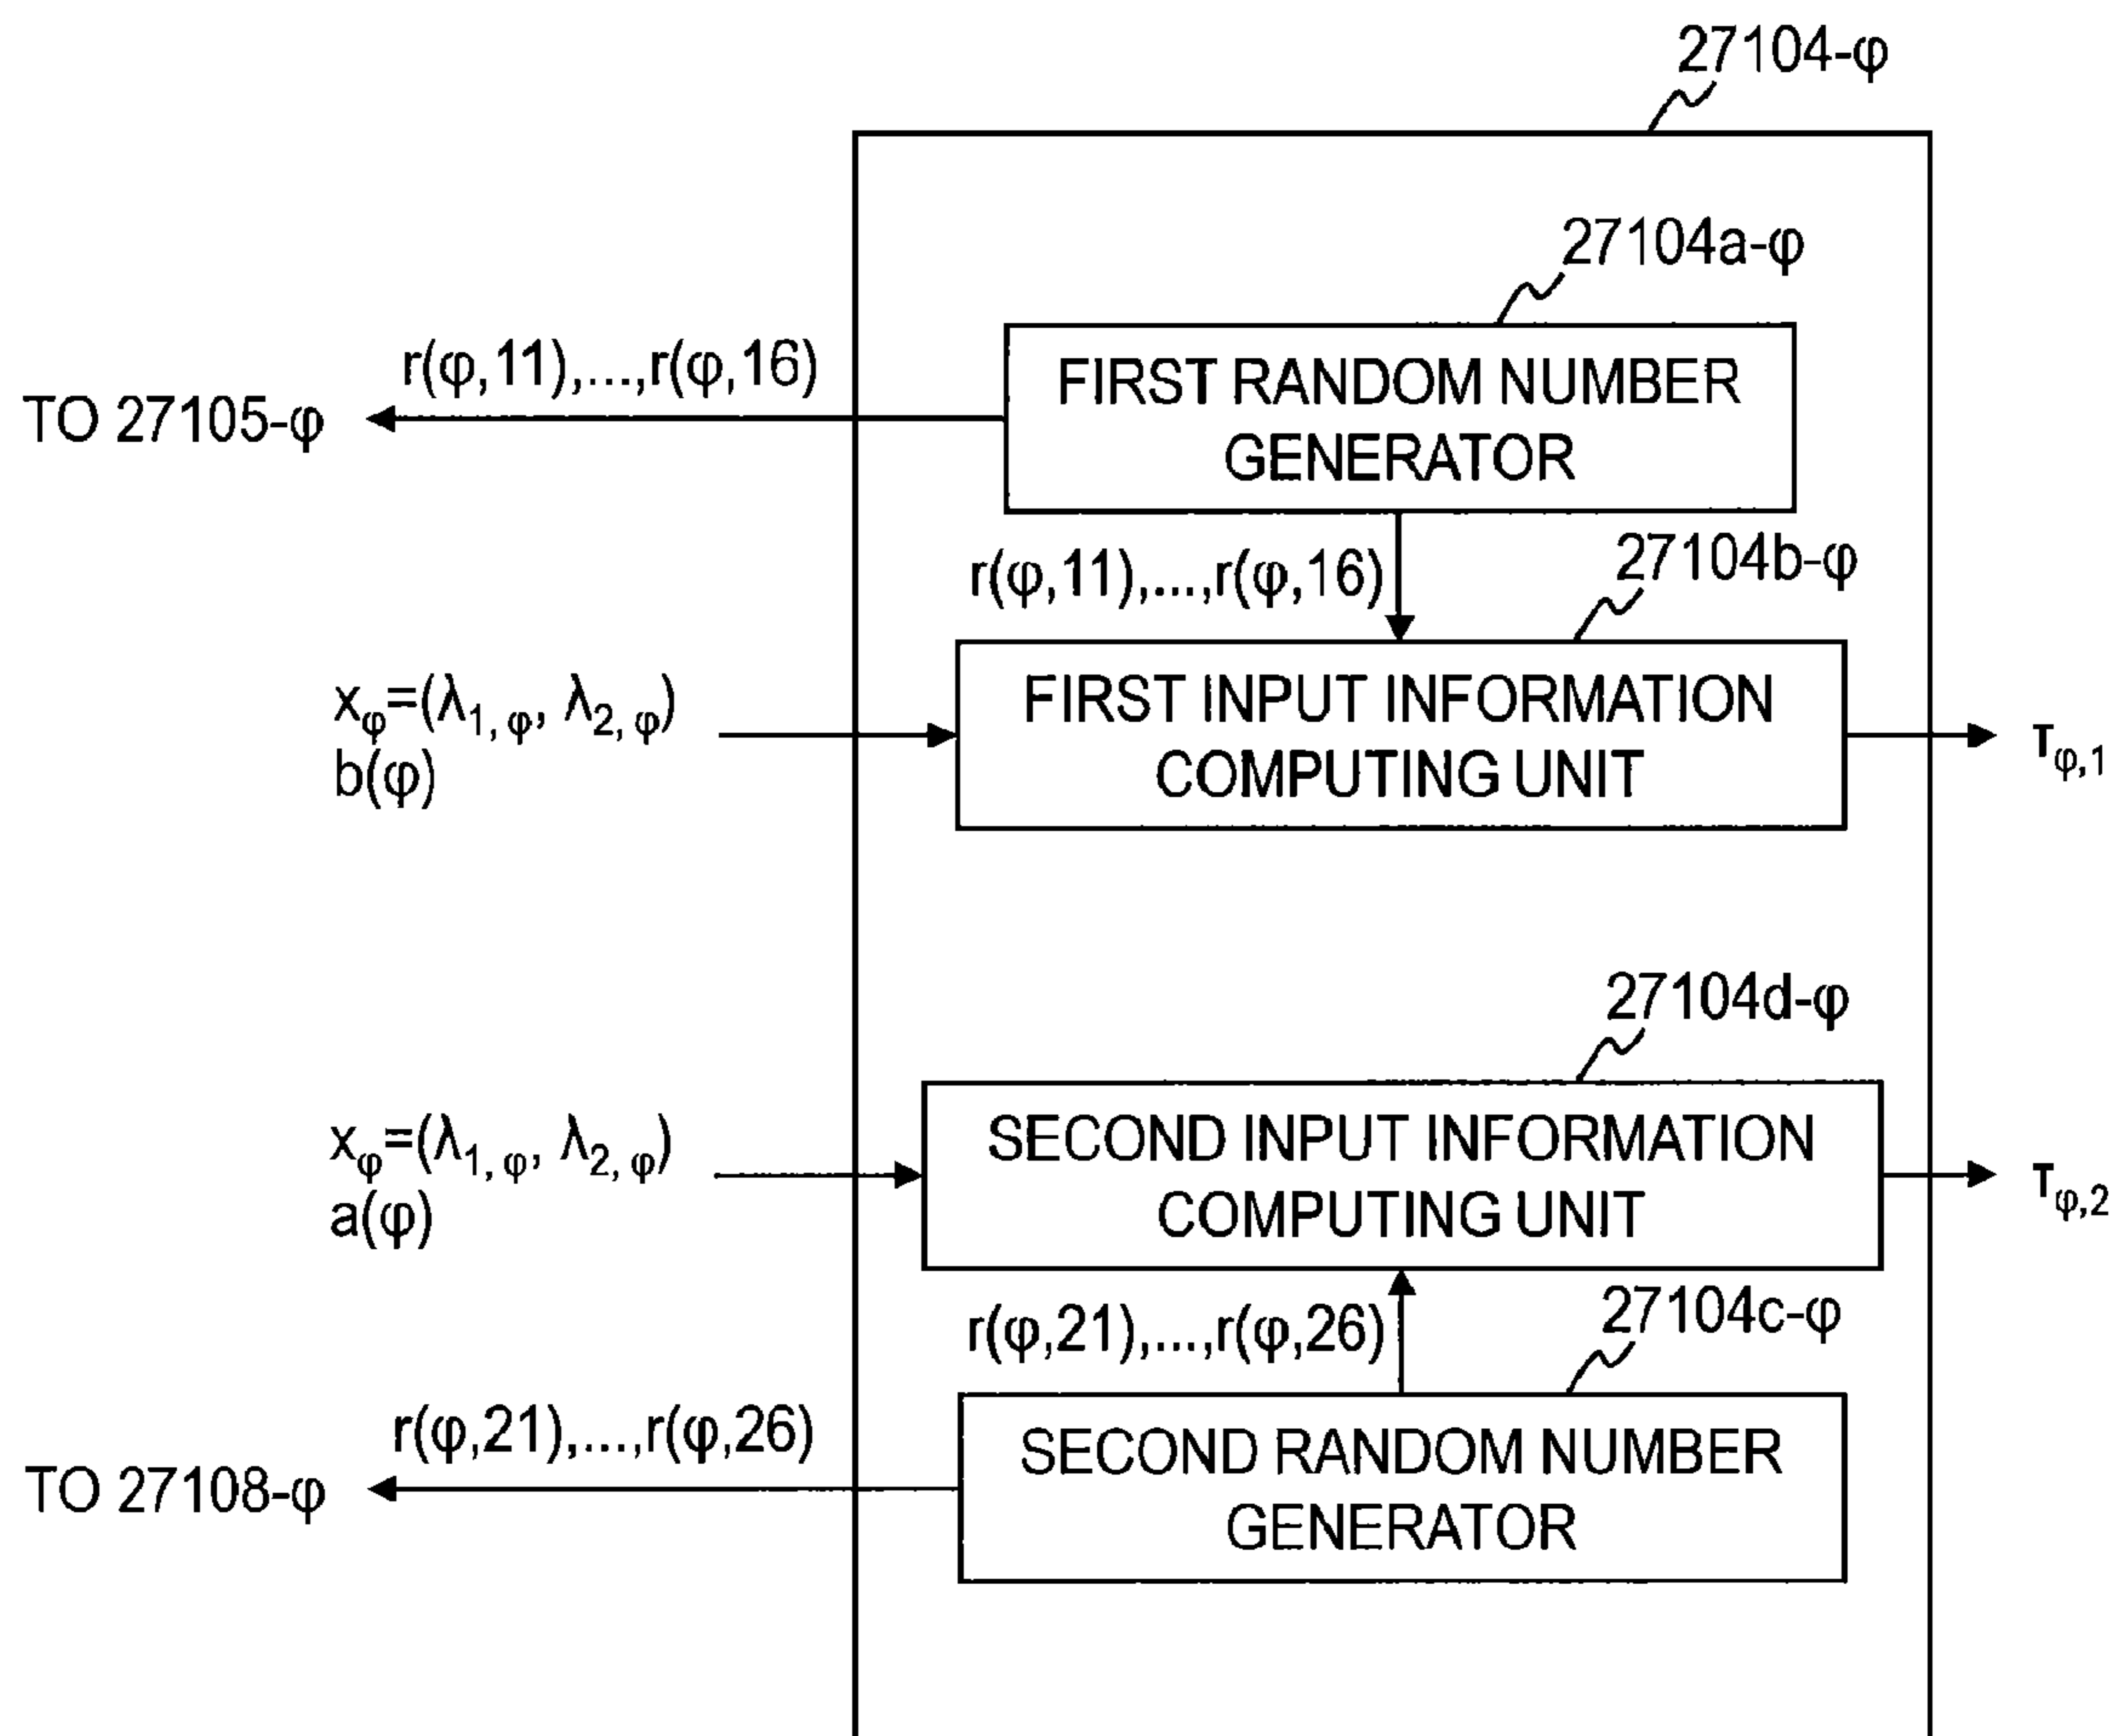 27104-φ
27104a-φ
r(φ,11),...,r(φ,16)
TO 27105-φ
FIRST RANDOM NUMBER
GENERATOR
r(φ,11),...,r(φ,16)
27104b-φ
xφ=(λ1, φ, λ2, φ)
b(φ)
FIRST INPUT INFORMATION
COMPUTING UNIT
τφ,1
27104d-φ
xφ=(λ1, φ, λ2, φ)
a(φ)
SECOND INPUT INFORMATION
COMPUTING UNIT
τφ,2
r(φ,21),...,r(φ,26)
27104c-φ
r(φ,21),...,r(φ,26)
TO 27108-φ
SECOND RANDOM NUMBER
GENERATOR